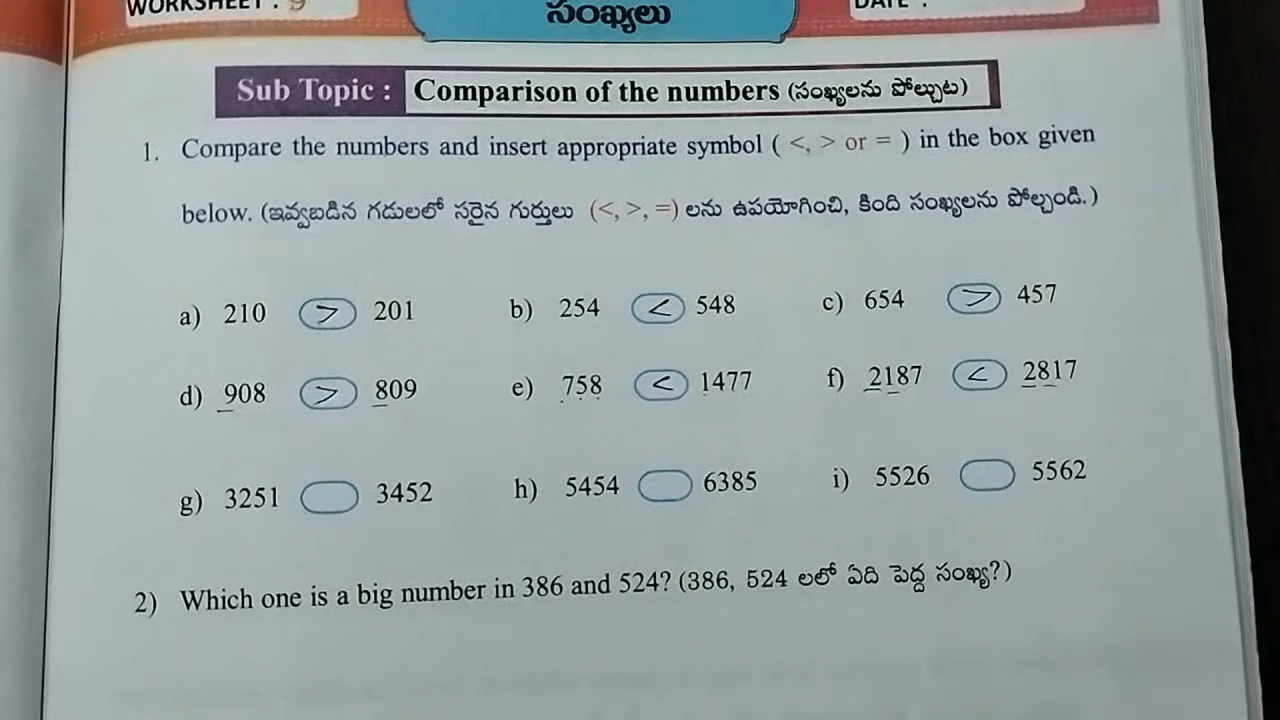 WORKSHEET : 9
సంఖ్యలు
DATE :
Sub Topic : Comparison of the numbers (సంఖ్యలను పోల్చుట)
1. Compare the numbers and insert appropriate symbol ( <, > or = ) in the box given
below. (ఇవ్వబడిన గడులలో సరైన గుర్తులు (<, >, =) లను ఉపయోగించి, కింది సంఖ్యలను పోల్చండి.)
a) 210 > 201 b) 254 < 548 c) 654 > 457
d) 908 > 809 e) 758 < 1477 f) 2187 < 2817
g) 3251 3452 h) 5454 6385 i) 5526 5562
2) Which one is a big number in 386 and 524? (386, 524 లలో ఏది పెద్ద సంఖ్య?)